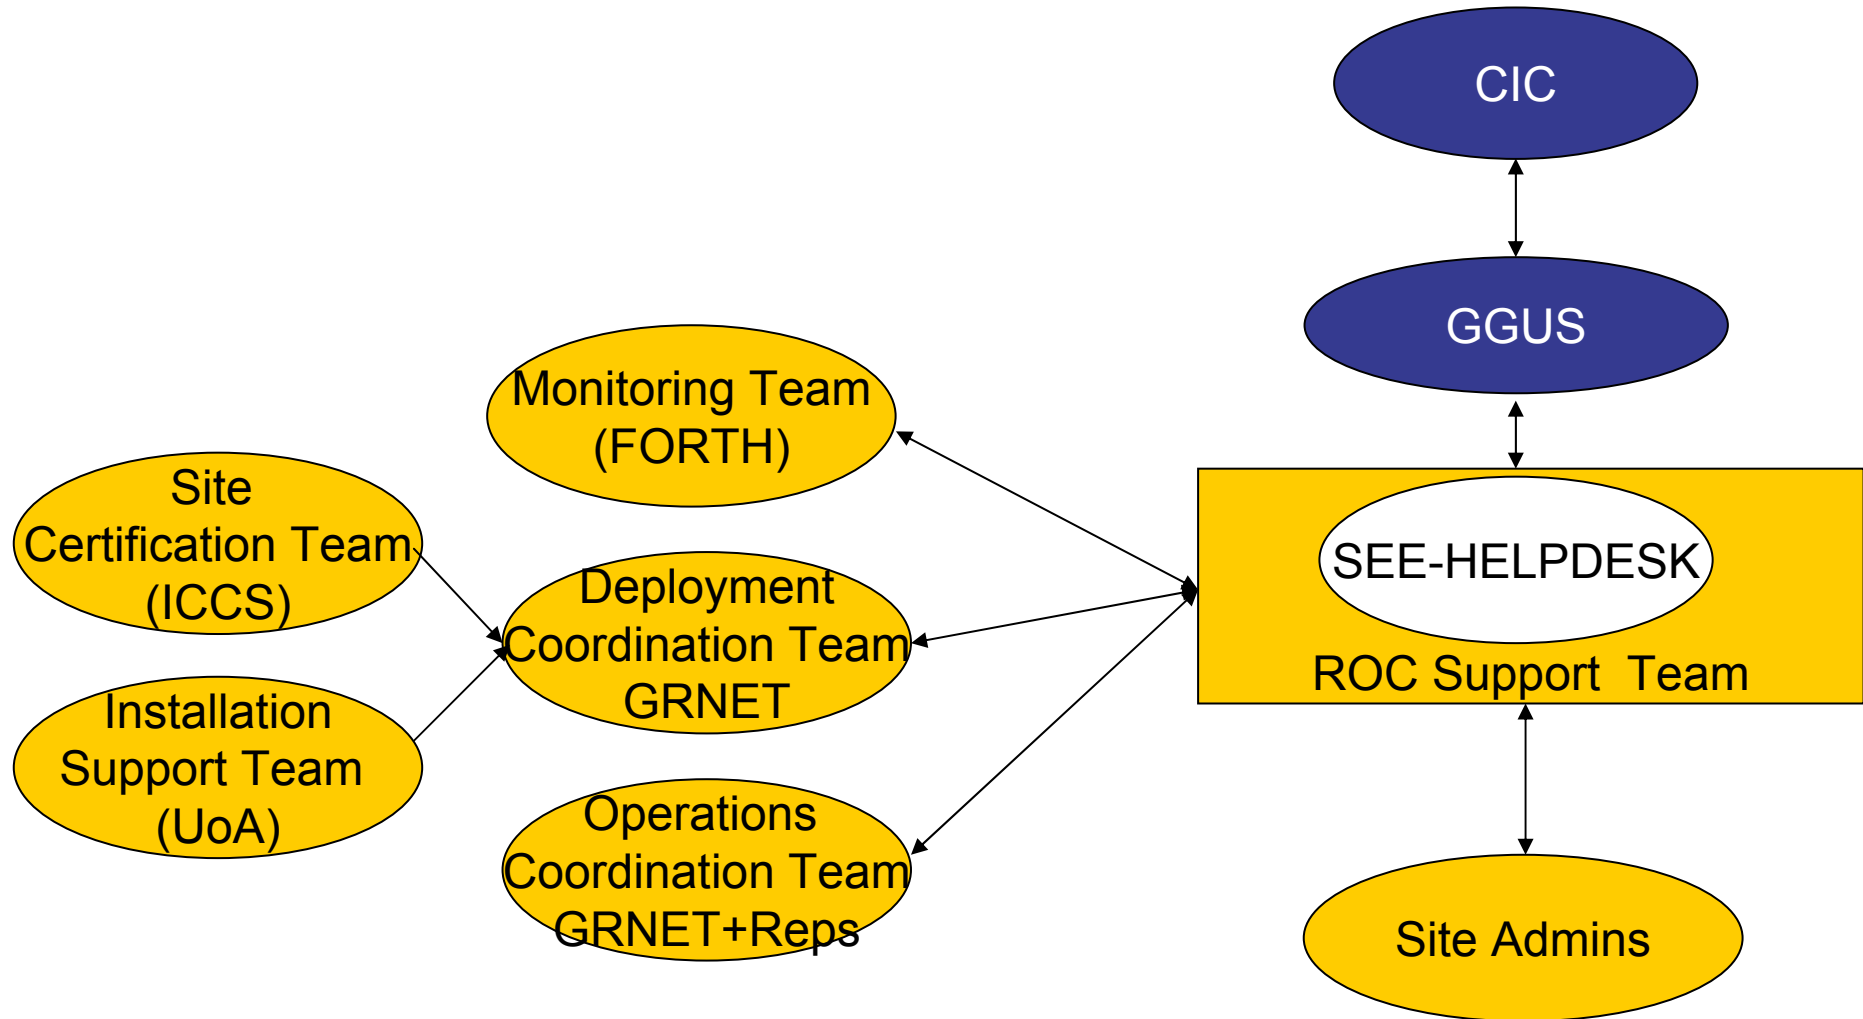 CIC
GGUS
Monitoring Team
(FORTH)
Site
Certification Team
(ICCS)
Deployment
Coordination Team
GRNET
SEE-HELPDESK
ROC Support Team
Installation
Support Team
(UoA)
Operations
Coordination Team
GRNET+Reps
Site Admins